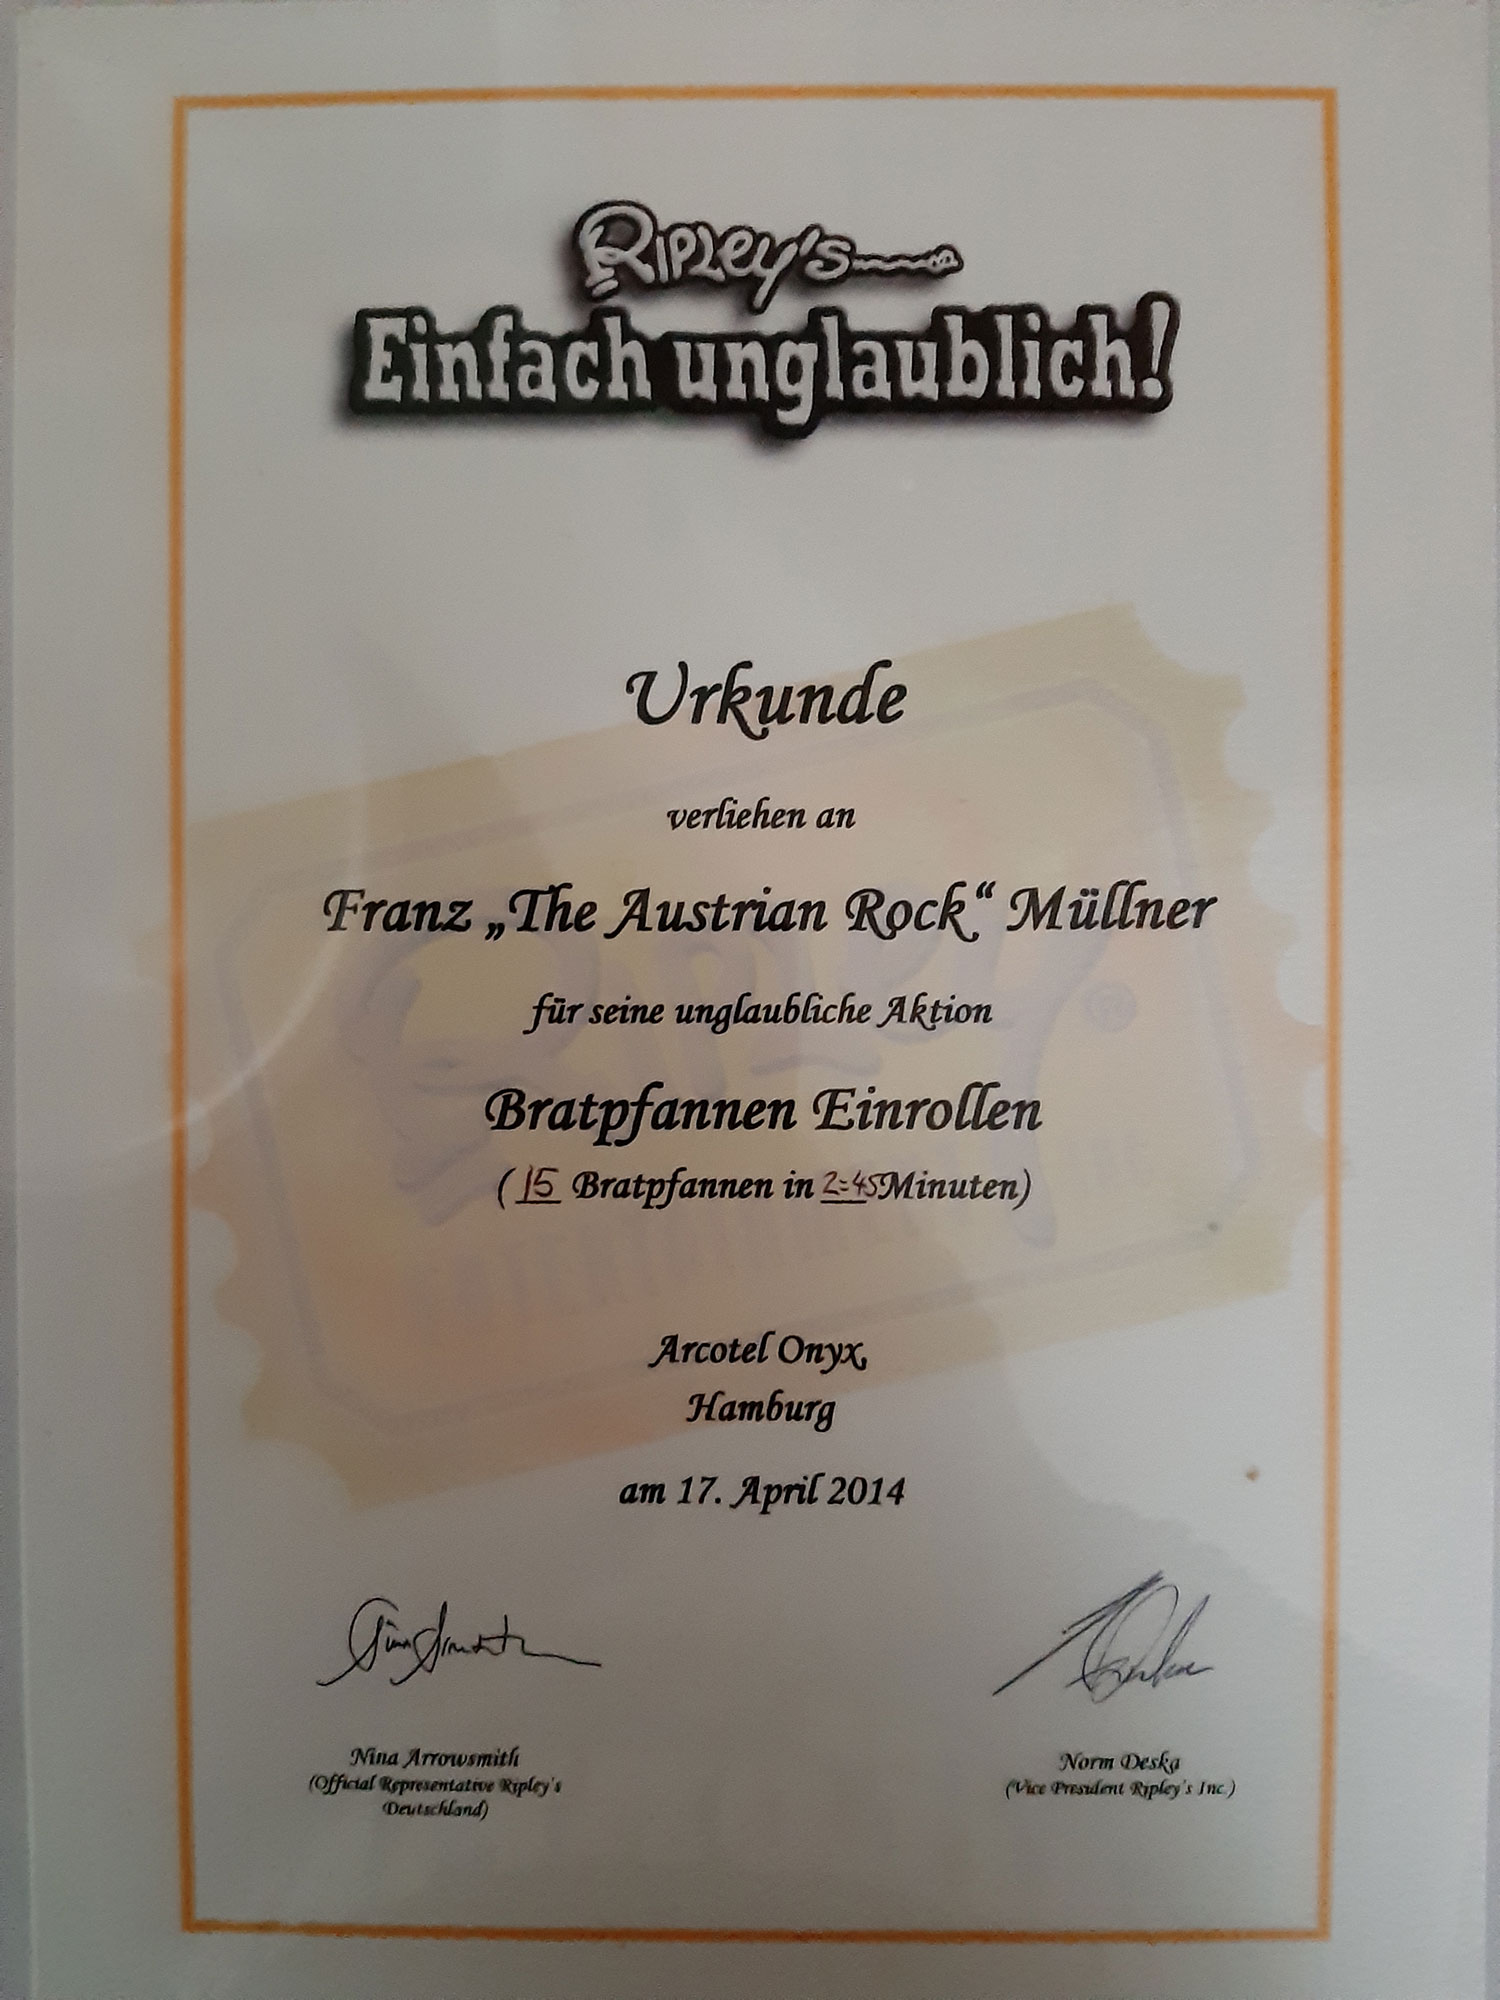 Ripley's
Einfach unglaublich!
Urkunde
verliehen an
Franz „The Austrian Rock“ Müllner
für seine unglaubliche Aktion
Bratpfannen Einrollen
( 15 Bratpfannen in 2:45 Minuten)
Arcotel Onyx,
Hamburg
am 17. April 2014
Nina Arrowsmith
(Official Representative Ripley's
Deutschland)
Norm Deska
(Vice President Ripley's Inc.)